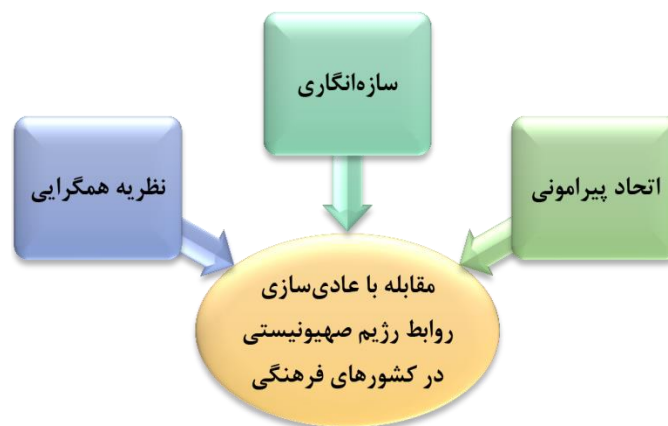 سازه‌انگاری
نظریه همگرایی
اتحاد پیرامونی
مقابله با عادی‌سازی
روابط رژیم صهیونیستی
در کشورهای فرهنگی